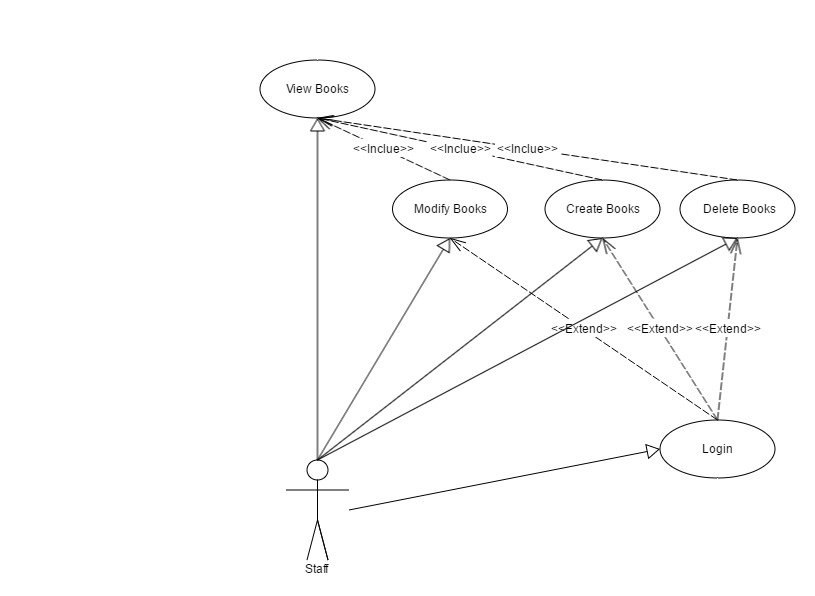 View Books
<<Inclue>> <<Inclue>> <<Inclue>>
Modify Books Create Books Delete Books
<<Extend>> <<Extend>> <<Extend>>
Login
Staff